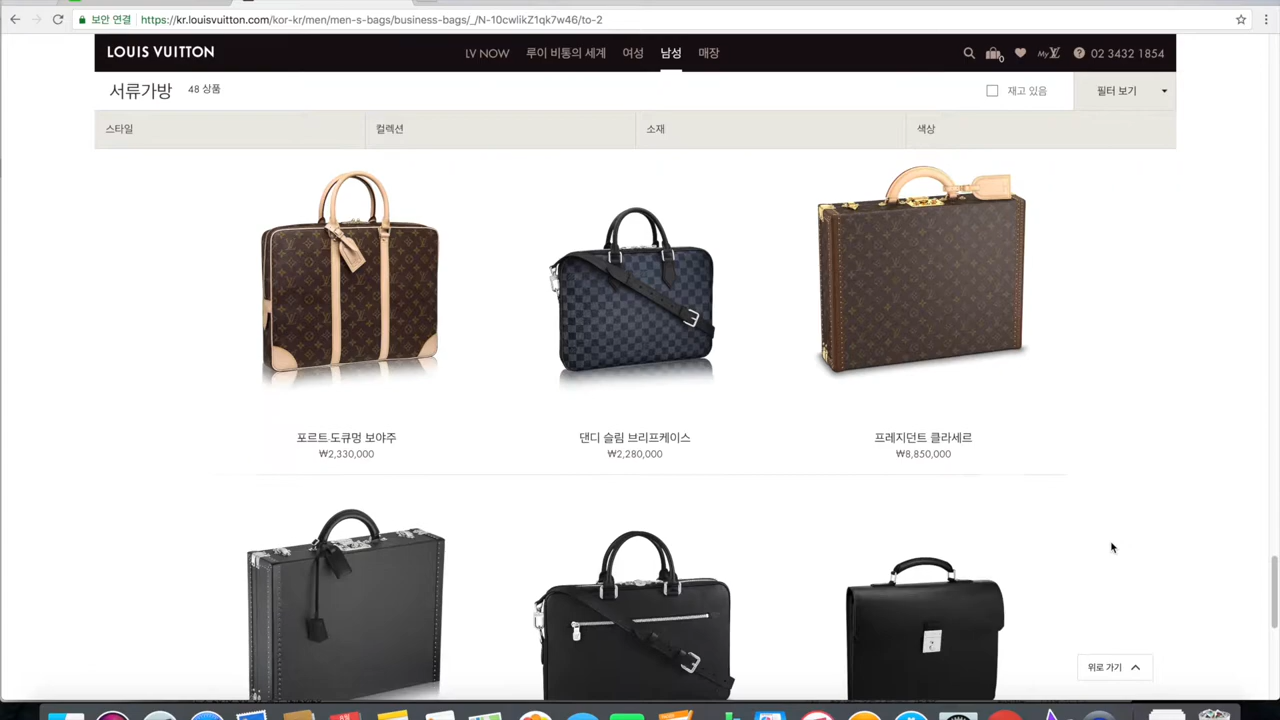 보안 연결 https://kr.louisvuitton.com/kor-kr/men/men-s-bags/business-bags/_/N-10cwlikZ1qk7w46/to-2
LOUIS VUITTON LV NOW 루이 비통의 세계 여성 남성 매장 0 My LV 02 3432 1854
서류가방 48 상품 재고 있음 필터 보기
스타일 컬렉션 소재 색상
포르트 도큐멍 보야주 댄디 슬림 브리프케이스 프레지던트 클라세르
₩2,330,000 ₩2,280,000 ₩8,850,000
위로 가기